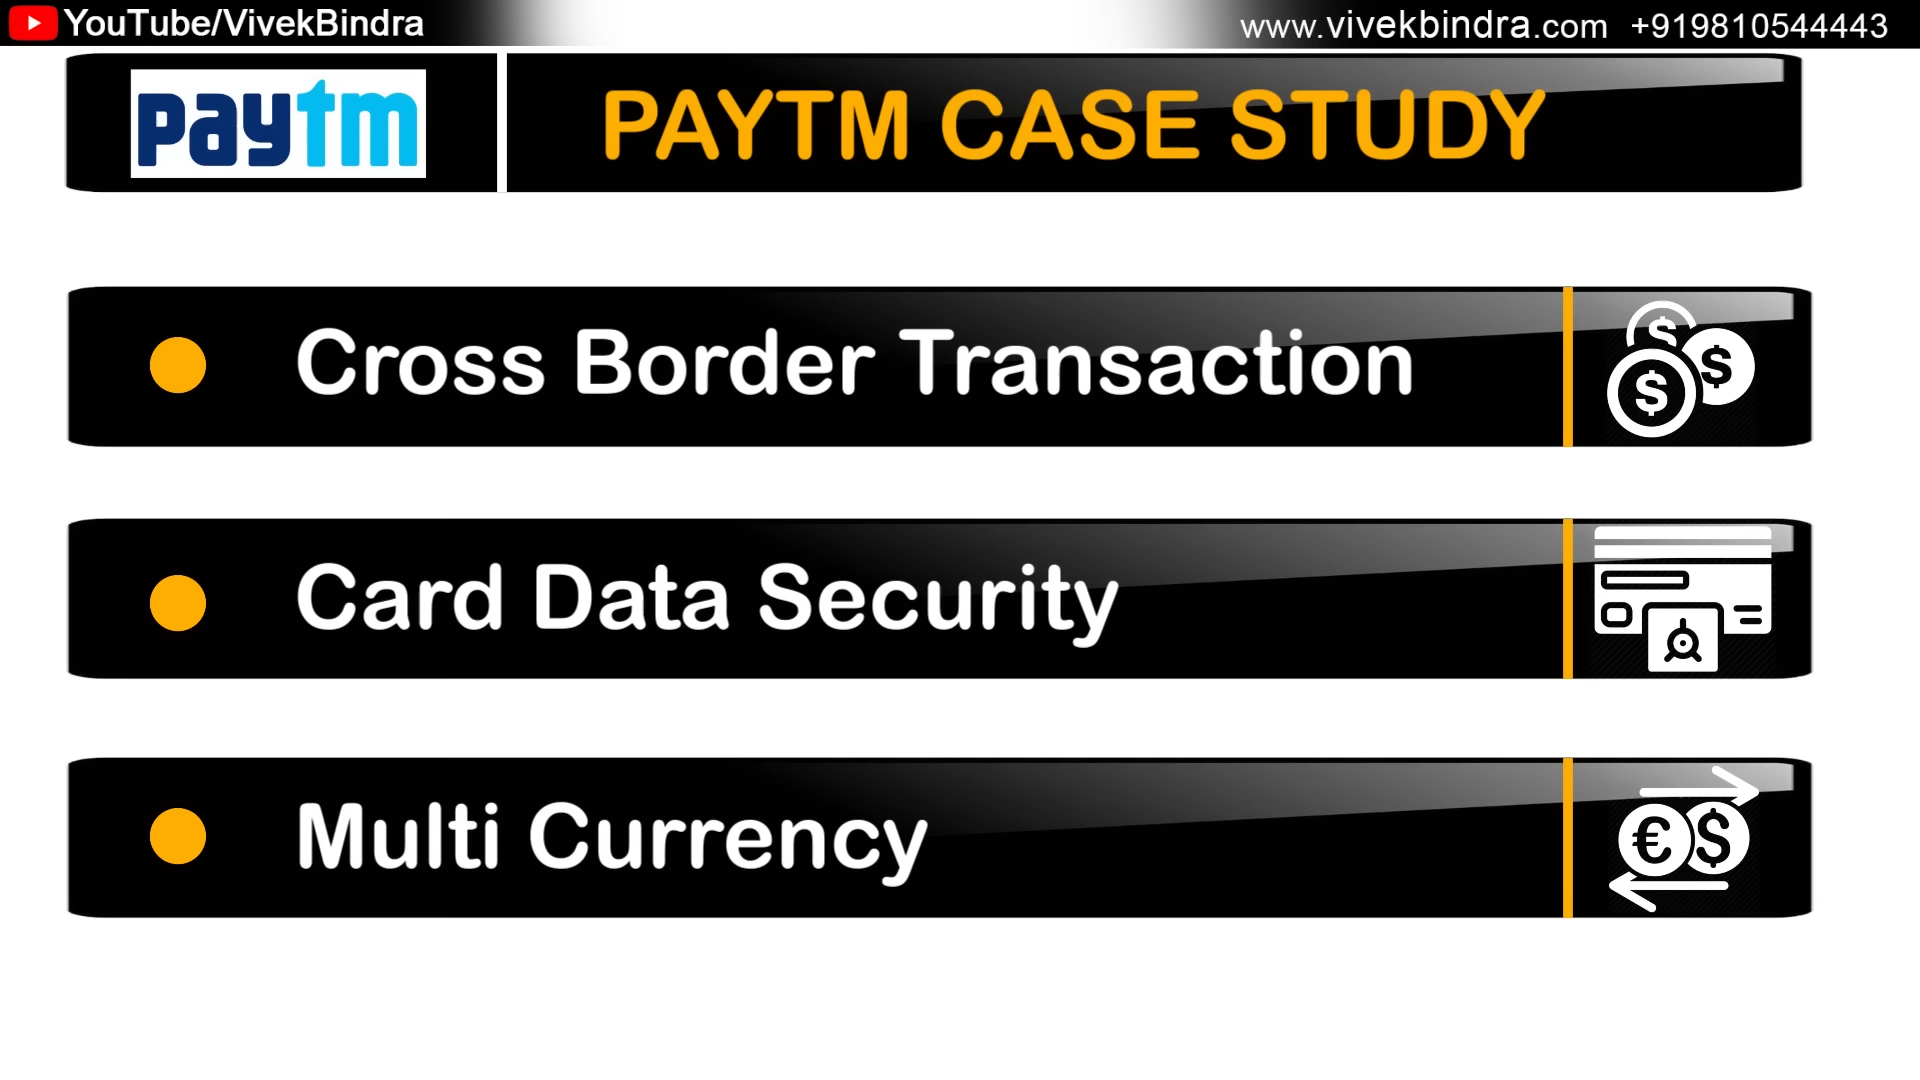 YouTube/VivekBindra
www.vivekbindra.com +919810544443
paytm
PAYTM CASE STUDY
Cross Border Transaction
Card Data Security
Multi Currency